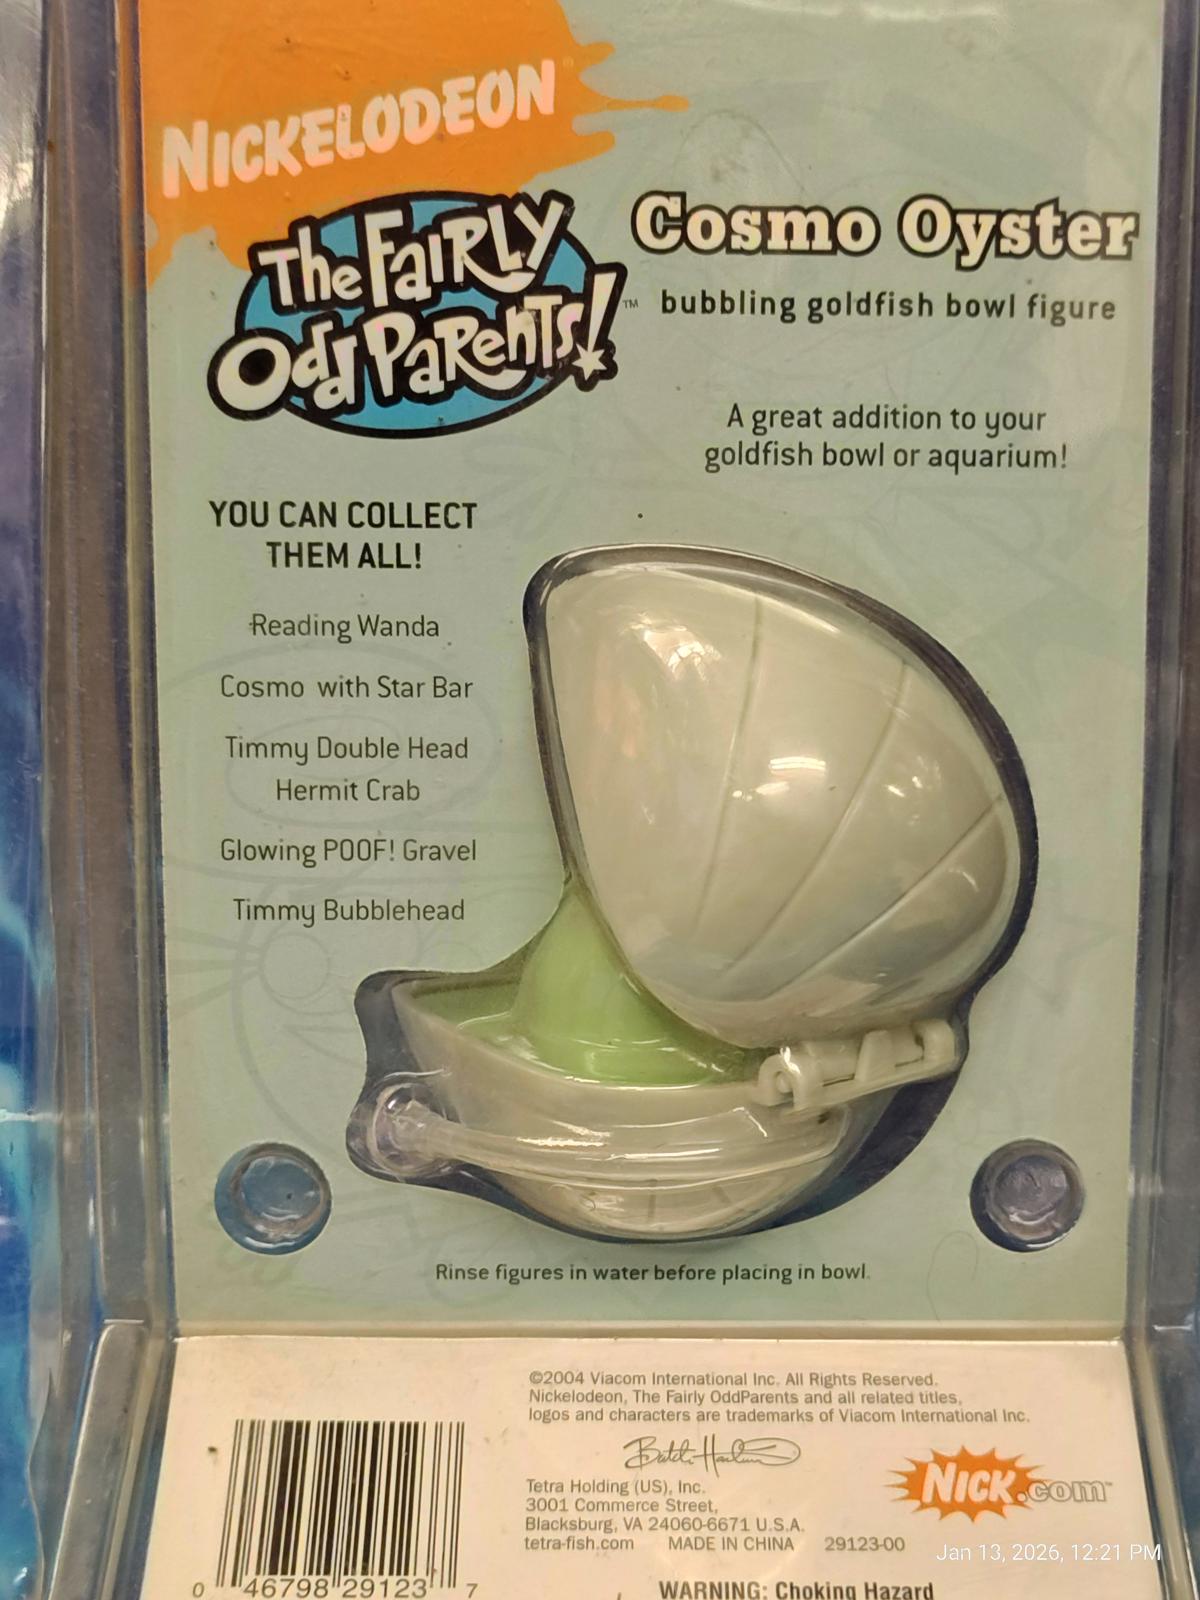 NICKELODEON
The FAiRLY
Odd PaRenTs!™
Cosmo Oyster
bubbling goldfish bowl figure
A great addition to your
goldfish bowl or aquarium!
YOU CAN COLLECT
THEM ALL!
Reading Wanda
Cosmo with Star Bar
Timmy Double Head
Hermit Crab
Glowing POOF! Gravel
Timmy Bubblehead
Rinse figures in water before placing in bowl.
©2004 Viacom International Inc. All Rights Reserved.
Nickelodeon, The Fairly OddParents and all related titles,
logos and characters are trademarks of Viacom International Inc.
Butch Hartman
Tetra Holding (US), Inc.
3001 Commerce Street,
Blacksburg, VA 24060-6671 U.S.A.
tetra-fish.com MADE IN CHINA 29123-00
NICK.com™
0 46798 29123 7
WARNING: Choking Hazard
Jan 13, 2026, 12:21 PM